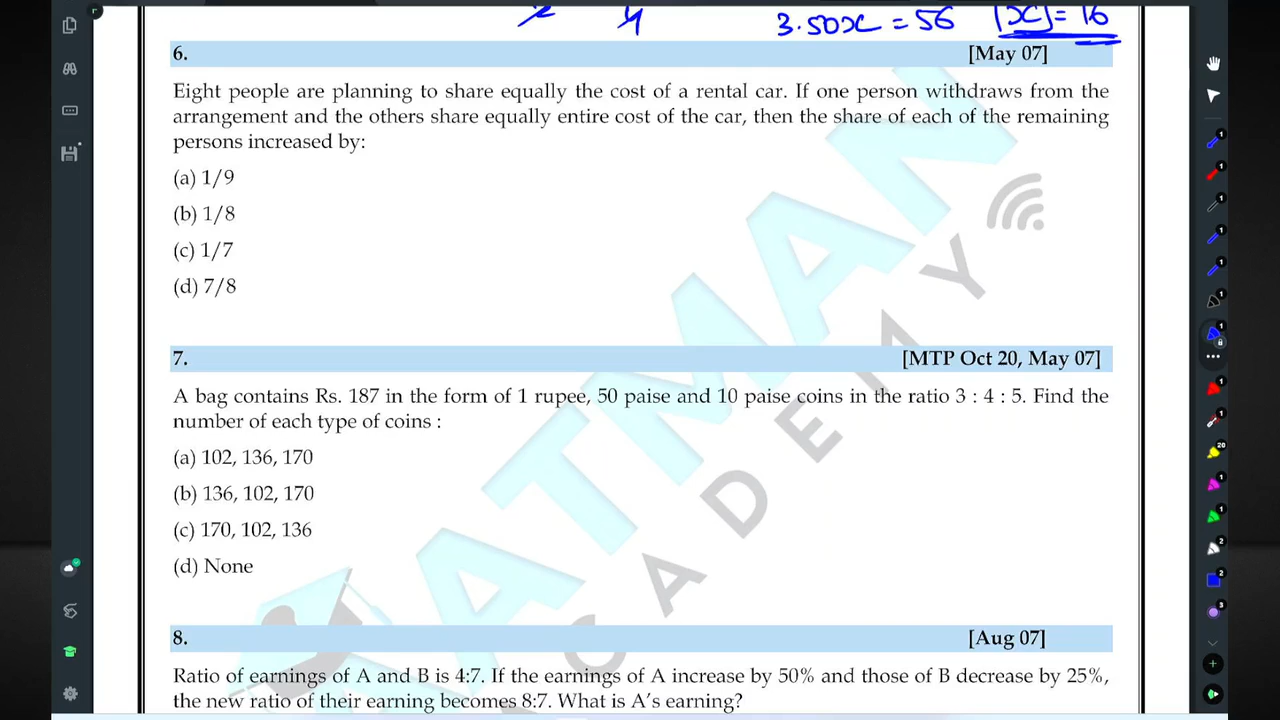 3.50x = 56 [x] = 16
6. [May 07]
Eight people are planning to share equally the cost of a rental car. If one person withdraws from the
arrangement and the others share equally entire cost of the car, then the share of each of the remaining
persons increased by:
(a) 1/9
(b) 1/8
(c) 1/7
(d) 7/8
7. [MTP Oct 20, May 07]
A bag contains Rs. 187 in the form of 1 rupee, 50 paise and 10 paise coins in the ratio 3 : 4 : 5. Find the
number of each type of coins :
(a) 102, 136, 170
(b) 136, 102, 170
(c) 170, 102, 136
(d) None
8. [Aug 07]
Ratio of earnings of A and B is 4:7. If the earnings of A increase by 50% and those of B decrease by 25%,
the new ratio of their earning becomes 8:7. What is A's earning?
ATMAN
CADEMY